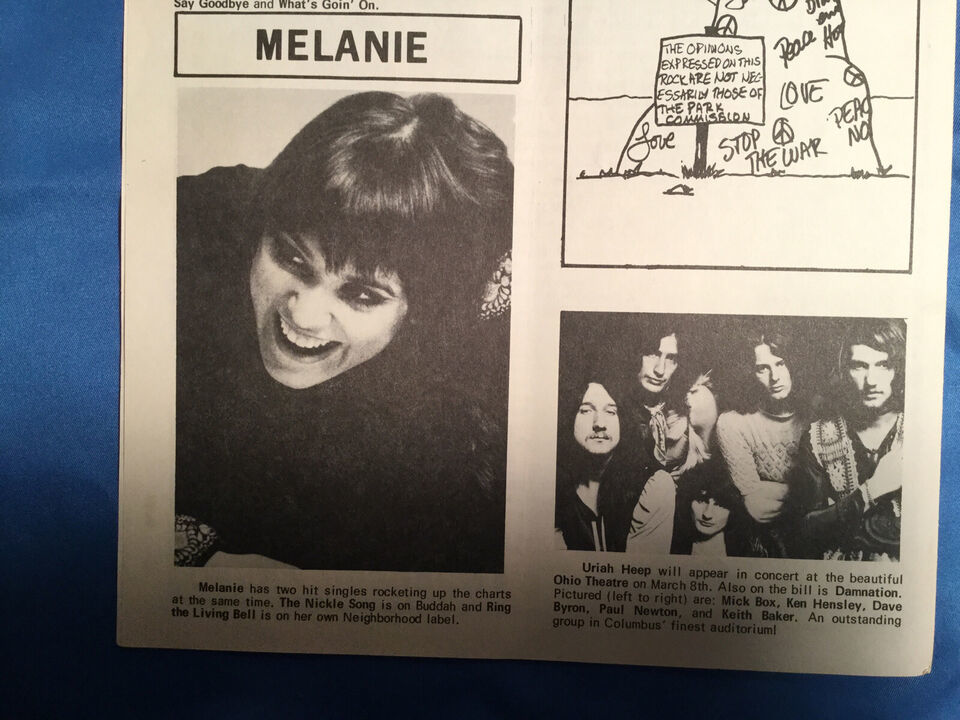 Say Goodbye and What's Goin' On.
MELANIE
Melanie has two hit singles rocketing up the charts
at the same time. The Nickle Song is on Buddah and Ring
the Living Bell is on her own Neighborhood label.
Peace
Hop
THE OPINIONS
EXPRESSED ON THIS
ROCK ARE NOT NEC-
ESSARILY THOSE OF
THE PARK
COMMISSION
LOVE
Love
STOP
THE WAR
PEAC
NO
Uriah Heep will appear in concert at the beautiful
Ohio Theatre on March 8th. Also on the bill is Damnation.
Pictured (left to right) are: Mick Box, Ken Hensley, Dave
Byron, Paul Newton, and Keith Baker. An outstanding
group in Columbus' finest auditorium!